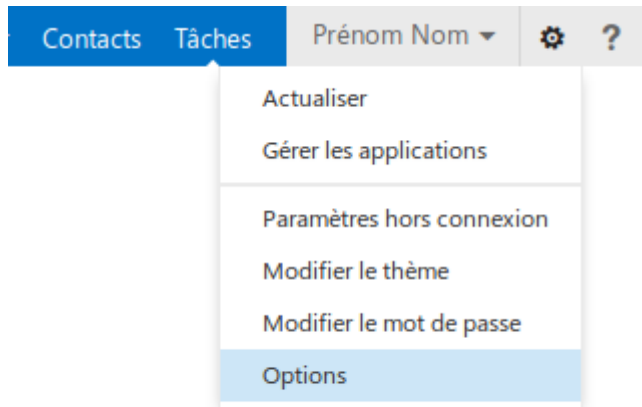 Contacts Tâches Prénom Nom ?
Actualiser
Gérer les applications
Paramètres hors connexion
Modifier le thème
Modifier le mot de passe
Options